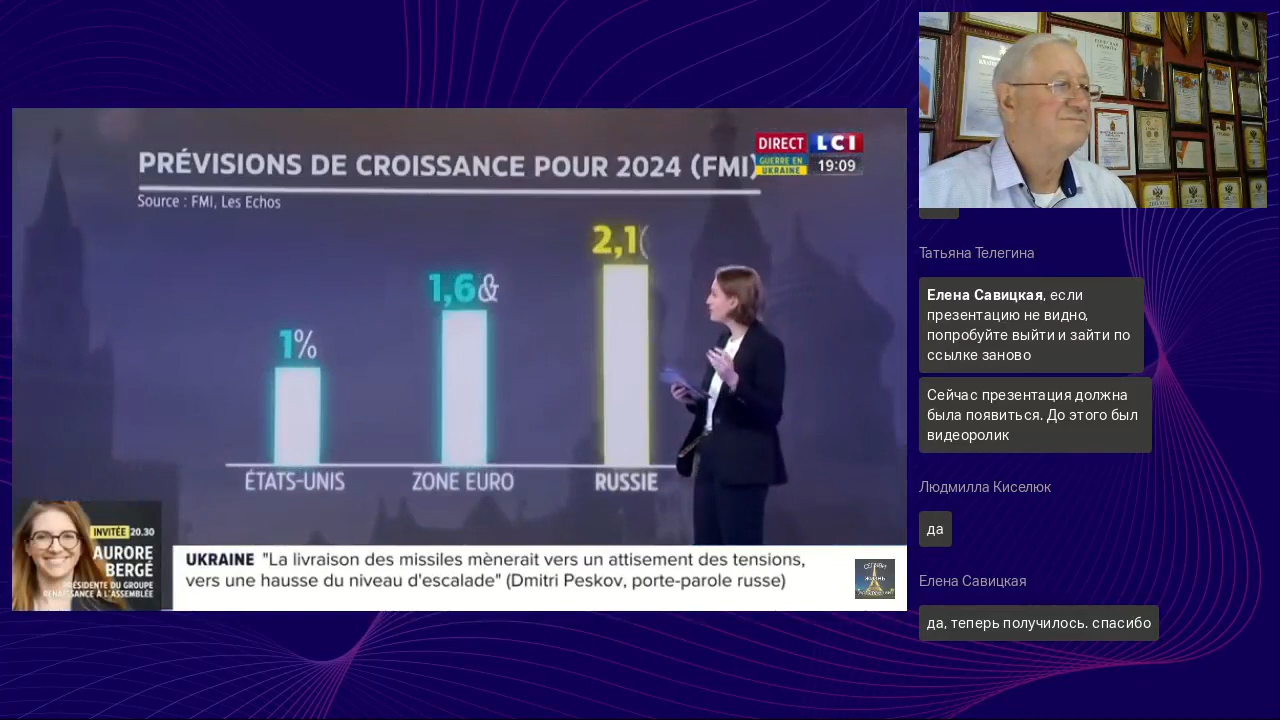 PRÉVISIONS DE CROISSANCE POUR 2024 (FMI)
Source : FMI, Les Echos
DIRECT LCI
GUERRE EN
UKRAINE
19:09
1%
1,6&
2,1(
ÉTATS-UNIS
ZONE EURO
RUSSIE
INVITÉE 20.30
AURORE
BERGÉ
PRÉSIDENTE DU GROUPE
RENAISSANCE À L'ASSEMBLÉE
UKRAINE "La livraison des missiles mènerait vers un attisement des tensions,
vers une hausse du niveau d'escalade" (Dmitri Peskov, porte-parole russe)
Татьяна Телегина
Елена Савицкая, если
презентацию не видно,
попробуйте выйти и зайти по
ссылке заново
Сейчас презентация должна
была появиться. До этого был
видеоролик
Людмилла Киселюк
да
Елена Савицкая
да, теперь получилось. спасибо